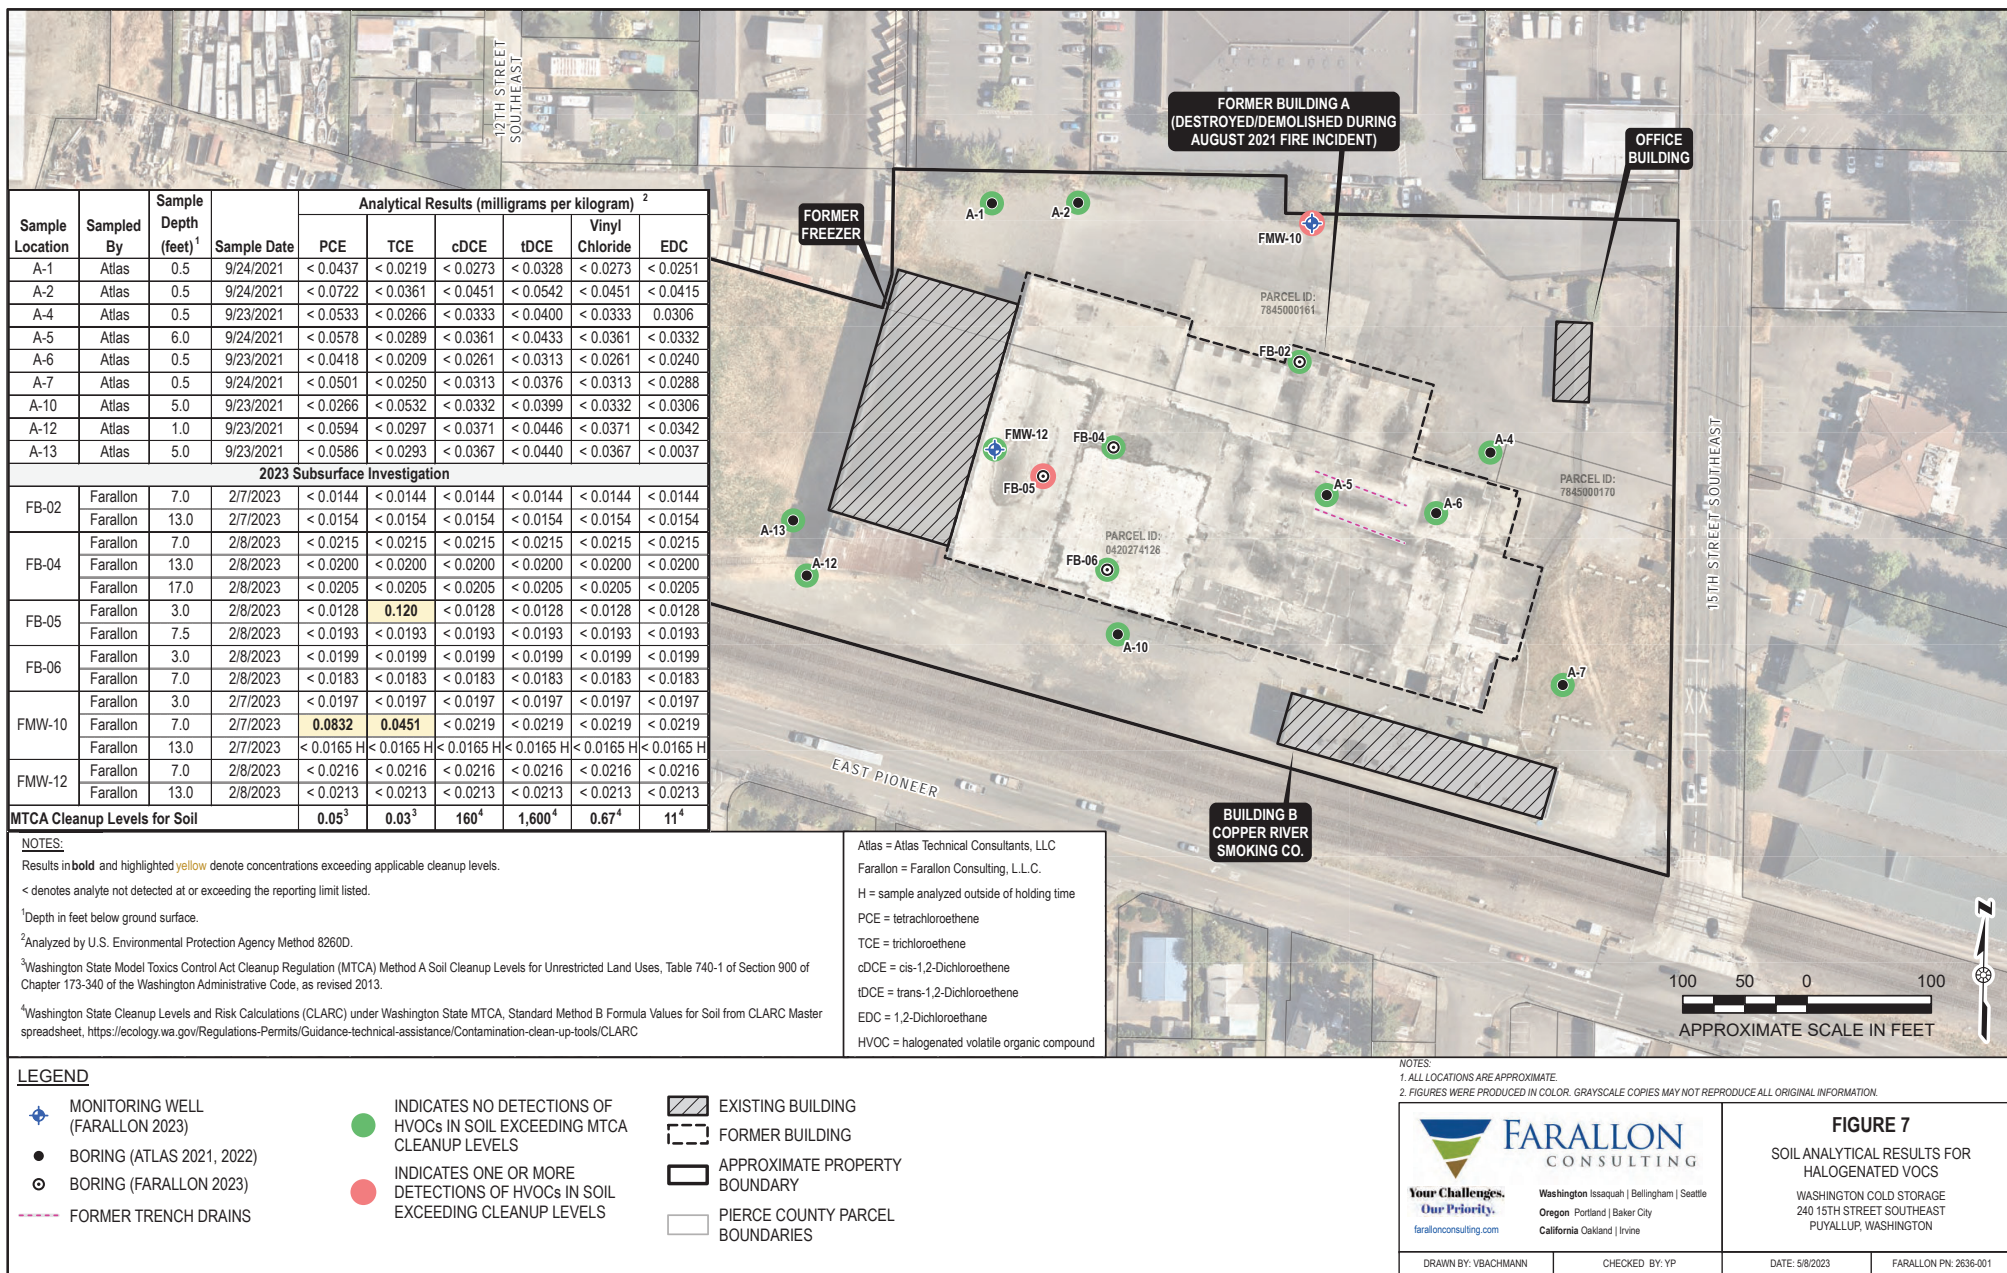 12TH STREET
SOUTHEAST
FORMER BUILDING A
(DESTROYED/DEMOLISHED DURING
AUGUST 2021 FIRE INCIDENT)
OFFICE
BUILDING
FORMER
FREEZER
A-1
A-2
FMW-10
PARCEL ID:
7845000161
FB-02
FMW-12
FB-04
FB-05
A-4
A-5
A-6
PARCEL ID:
7845000170
A-13
A-12
PARCEL ID:
0420274126
FB-06
A-10
A-7
15TH STREET SOUTHEAST
EAST PIONEER
BUILDING B
COPPER RIVER
SMOKING CO.
N
100 50 0 100
APPROXIMATE SCALE IN FEET
Sample Location Sampled By Sample Depth (feet)1 Sample Date Analytical Results (milligrams per kilogram) 2
PCE TCE cDCE tDCE Vinyl Chloride EDC
A-1 Atlas 0.5 9/24/2021 < 0.0437 < 0.0219 < 0.0273 < 0.0328 < 0.0273 < 0.0251
A-2 Atlas 0.5 9/24/2021 < 0.0722 < 0.0361 < 0.0451 < 0.0542 < 0.0451 < 0.0415
A-4 Atlas 0.5 9/23/2021 < 0.0533 < 0.0266 < 0.0333 < 0.0400 < 0.0333 0.0306
A-5 Atlas 6.0 9/24/2021 < 0.0578 < 0.0289 < 0.0361 < 0.0433 < 0.0361 < 0.0332
A-6 Atlas 0.5 9/23/2021 < 0.0418 < 0.0209 < 0.0261 < 0.0313 < 0.0261 < 0.0240
A-7 Atlas 0.5 9/24/2021 < 0.0501 < 0.0250 < 0.0313 < 0.0376 < 0.0313 < 0.0288
A-10 Atlas 5.0 9/23/2021 < 0.0266 < 0.0532 < 0.0332 < 0.0399 < 0.0332 < 0.0306
A-12 Atlas 1.0 9/23/2021 < 0.0594 < 0.0297 < 0.0371 < 0.0446 < 0.0371 < 0.0342
A-13 Atlas 5.0 9/23/2021 < 0.0586 < 0.0293 < 0.0367 < 0.0440 < 0.0367 < 0.0037
2023 Subsurface Investigation
FB-02 Farallon 7.0 2/7/2023 < 0.0144 < 0.0144 < 0.0144 < 0.0144 < 0.0144 < 0.0144
Farallon 13.0 2/7/2023 < 0.0154 < 0.0154 < 0.0154 < 0.0154 < 0.0154 < 0.0154
FB-04 Farallon 7.0 2/8/2023 < 0.0215 < 0.0215 < 0.0215 < 0.0215 < 0.0215 < 0.0215
Farallon 13.0 2/8/2023 < 0.0200 < 0.0200 < 0.0200 < 0.0200 < 0.0200 < 0.0200
Farallon 17.0 2/8/2023 < 0.0205 < 0.0205 < 0.0205 < 0.0205 < 0.0205 < 0.0205
FB-05 Farallon 3.0 2/8/2023 < 0.0128 0.120 < 0.0128 < 0.0128 < 0.0128 < 0.0128
Farallon 7.5 2/8/2023 < 0.0193 < 0.0193 < 0.0193 < 0.0193 < 0.0193 < 0.0193
FB-06 Farallon 3.0 2/8/2023 < 0.0199 < 0.0199 < 0.0199 < 0.0199 < 0.0199 < 0.0199
Farallon 7.0 2/8/2023 < 0.0183 < 0.0183 < 0.0183 < 0.0183 < 0.0183 < 0.0183
FMW-10 Farallon 3.0 2/7/2023 < 0.0197 < 0.0197 < 0.0197 < 0.0197 < 0.0197 < 0.0197
Farallon 7.0 2/7/2023 0.0832 0.0451 < 0.0219 < 0.0219 < 0.0219 < 0.0219
Farallon 13.0 2/7/2023 < 0.0165 H < 0.0165 H < 0.0165 H < 0.0165 H < 0.0165 H < 0.0165 H
FMW-12 Farallon 7.0 2/8/2023 < 0.0216 < 0.0216 < 0.0216 < 0.0216 < 0.0216 < 0.0216
Farallon 13.0 2/8/2023 < 0.0213 < 0.0213 < 0.0213 < 0.0213 < 0.0213 < 0.0213
MTCA Cleanup Levels for Soil 0.053 0.033 1604 1,6004 0.674 114
NOTES:
Results in bold and highlighted yellow denote concentrations exceeding applicable cleanup levels.
< denotes analyte not detected at or exceeding the reporting limit listed.
1Depth in feet below ground surface.
2Analyzed by U.S. Environmental Protection Agency Method 8260D.
3Washington State Model Toxics Control Act Cleanup Regulation (MTCA) Method A Soil Cleanup Levels for Unrestricted Land Uses, Table 740-1 of Section 900 of
Chapter 173-340 of the Washington Administrative Code, as revised 2013.
4Washington State Cleanup Levels and Risk Calculations (CLARC) under Washington State MTCA, Standard Method B Formula Values for Soil from CLARC Master
spreadsheet, https://ecology.wa.gov/Regulations-Permits/Guidance-technical-assistance/Contamination-clean-up-tools/CLARC
Atlas = Atlas Technical Consultants, LLC
Farallon = Farallon Consulting, L.L.C.
H = sample analyzed outside of holding time
PCE = tetrachloroethene
TCE = trichloroethene
cDCE = cis-1,2-Dichloroethene
tDCE = trans-1,2-Dichloroethene
EDC = 1,2-Dichloroethane
HVOC = halogenated volatile organic compound
LEGEND
MONITORING WELL
(FARALLON 2023)
BORING (ATLAS 2021, 2022)
BORING (FARALLON 2023)
FORMER TRENCH DRAINS
INDICATES NO DETECTIONS OF
HVOCs IN SOIL EXCEEDING MTCA
CLEANUP LEVELS
INDICATES ONE OR MORE
DETECTIONS OF HVOCs IN SOIL
EXCEEDING CLEANUP LEVELS
EXISTING BUILDING
FORMER BUILDING
APPROXIMATE PROPERTY
BOUNDARY
PIERCE COUNTY PARCEL
BOUNDARIES
NOTES:
1. ALL LOCATIONS ARE APPROXIMATE.
2. FIGURES WERE PRODUCED IN COLOR. GRAYSCALE COPIES MAY NOT REPRODUCE ALL ORIGINAL INFORMATION.
FARALLON
CONSULTING
Your Challenges.
Our Priority.
farallonconsulting.com
Washington Issaquah | Bellingham | Seattle
Oregon Portland | Baker City
California Oakland | Irvine
FIGURE 7
SOIL ANALYTICAL RESULTS FOR
HALOGENATED VOCS
WASHINGTON COLD STORAGE
240 15TH STREET SOUTHEAST
PUYALLUP, WASHINGTON
DRAWN BY: VBACHMANN
CHECKED BY: YP
DATE: 5/8/2023
FARALLON PN: 2636-001